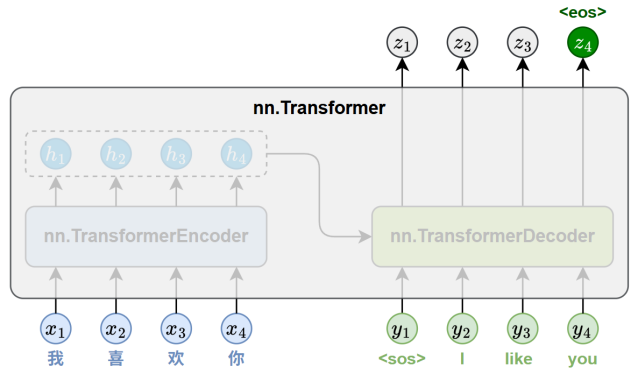 <eos>
z1 z2 z3 z4
nn.Transformer
h1 h2 h3 h4
nn.TransformerEncoder nn.TransformerDecoder
x1 x2 x3 x4 y1 y2 y3 y4
我 喜 欢 你 <sos> I like you